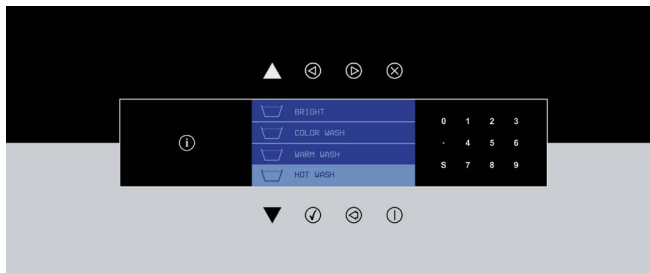 BRIGHT
COLOR WASH
WARM WASH
HOT WASH
i
0 1 2 3
. 4 5 6
S 7 8 9